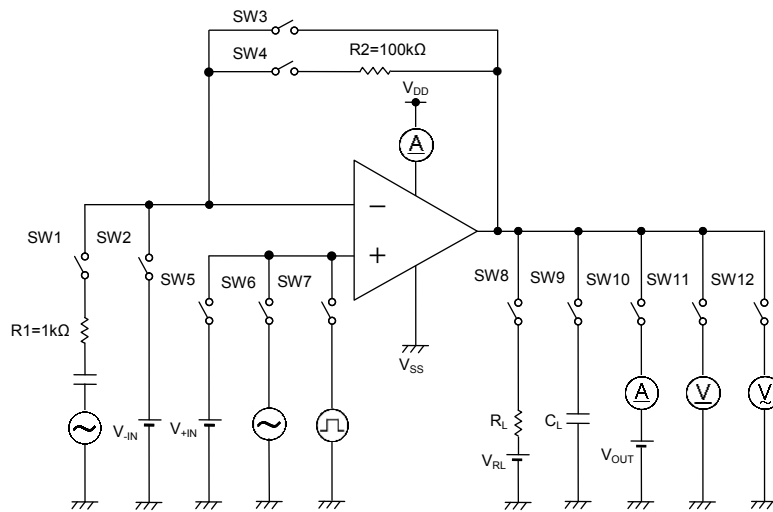 SW3
SW4
R2=100kΩ
VDD
A
SW1
SW2
−
+
SW5
SW6
SW7
SW8
SW9
SW10
SW11
SW12
R1=1kΩ
VSS
A
V
V
V-IN
V+IN
RL
CL
VRL
VOUT